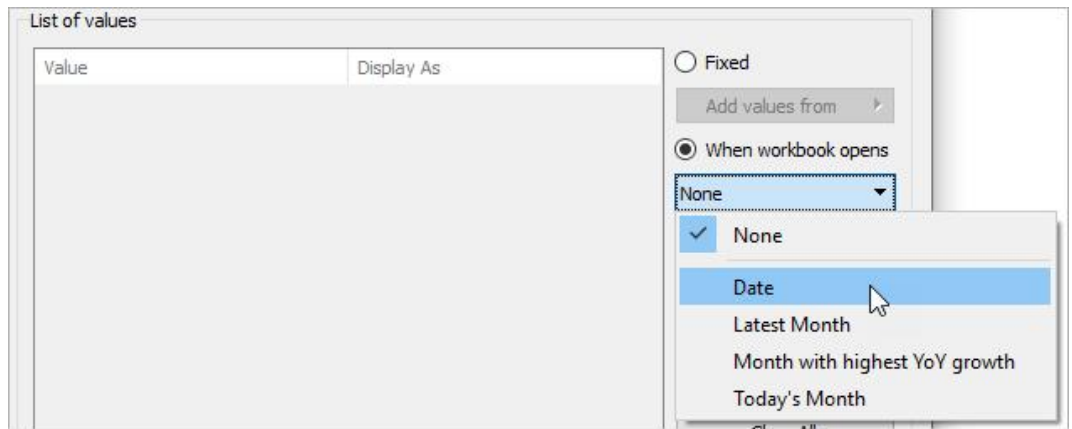 List of values
Value Display As
Fixed
Add values from
When workbook opens
None
None
Date
Latest Month
Month with highest YoY growth
Today's Month